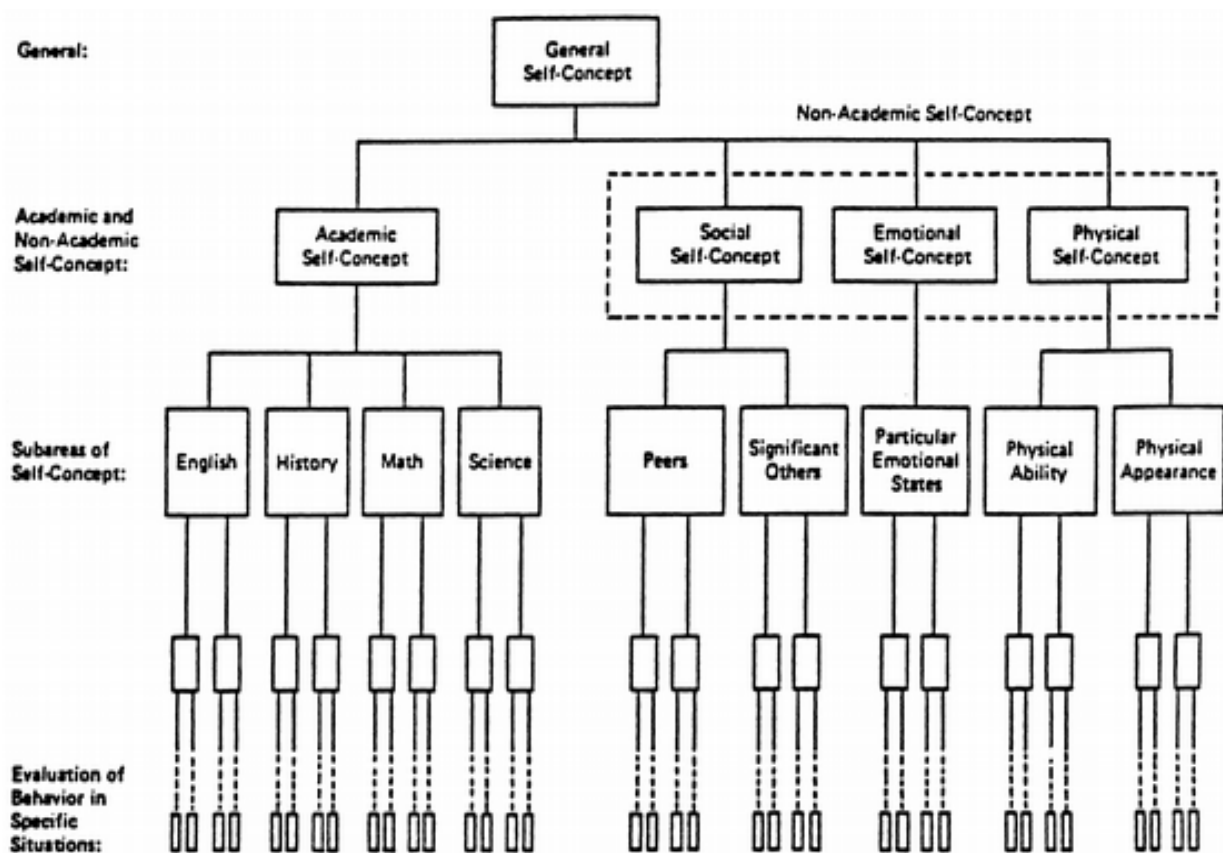 General:
General
Self-Concept
Non-Academic Self-Concept
Academic and
Non-Academic
Self-Concept:
Academic
Self-Concept
Social
Self-Concept
Emotional
Self-Concept
Physical
Self-Concept
Subareas of
Self-Concept:
English
History
Math
Science
Peers
Significant
Others
Particular
Emotional
States
Physical
Ability
Physical
Appearance
Evaluation of
Behavior in
Specific
Situations: